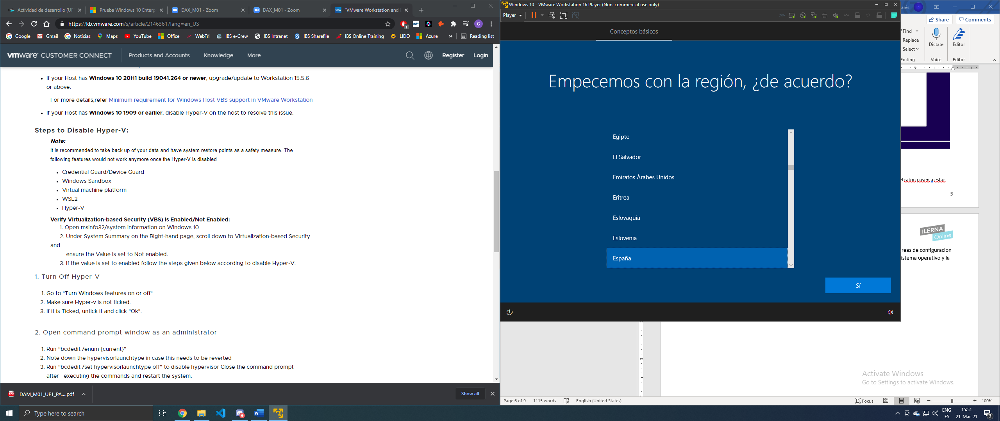 Actividad de desarrollo (UF
Prueba Windows 10 Enterp
DAX_M01 - Zoom
DAX_M01 - Zoom
"VMware Workstation and
https://kb.vmware.com/s/article/2146361?lang=en_US
1
G
Google
Gmail
Noticias
Maps
YouTube
Office
WebTri
IBS e-Crew
IBS Intranet
IBS Sharefile
IBS Online Training
LIDO
Azure
»
Reading list
vmware® CUSTOMER CONNECT
Products and Accounts
Knowledge
More
Register
Login
• If your Host has Windows 10 20H1 build 19041.264 or newer, upgrade/update to Workstation 15.5.6
or above.
For more details,refer Minimum requirement for Windows Host VBS support in VMware Workstation
• If your Host has Windows 10 1909 or earlier, disable Hyper-V on the host to resolve this issue.
Steps to Disable Hyper-V:
Note:
It is recommended to take back up of your data and have system restore points as a safety measure. The
following features would not work anymore once the Hyper-V is disabled
• Credential Guard/Device Guard
• Windows Sandbox
• Virtual machine platform
• WSL2
• Hyper-V
Verify Virtualization-based Security (VBS) is Enabled/Not Enabled:
1. Open msinfo32/system information on Windows 10
2. Under System Summary on the Right-hand page, scroll down to Virtualization-based Security
and
ensure the Value is set to Not enabled.
3. If the value is set to enabled follow the steps given below according to disable Hyper-V.
1. Turn Off Hyper-V
1. Go to "Turn Windows features on or off"
2. Make sure Hyper-v is not ticked.
3. If it is Ticked, untick it and click "Ok".
2. Open command prompt window as an administrator
1. Run “bcdedit /enum {current}”
2. Note down the hypervisorlaunchtype in case this needs to be reverted
3. Run “bcdedit /set hypervisorlaunchtype off” to disable hypervisor Close the command prompt
after executing the commands and restart the system.
PDF
DAM_M01_UF1_PA....pdf
Show all
Windows 10 - VMware Workstation 16 Player (Non-commercial use only)
Player
Conceptos básicos
Empecemos con la región, ¿de acuerdo?
Egipto
El Salvador
Emiratos Árabes Unidos
Eritrea
Eslovaquia
Eslovenia
España
Sí
arés
Share
Comments
Find
Replace
Select
Editing
Dictate
Voice
Editor
Editor
6
el raton pasen a estar
5
ILERNA
Online
áreas de configuracion
istema operativo y la
3
Activate Windows
Go to Settings to activate Windows.
Page 6 of 9
1115 words
English (United States)
Focus
100%
Type here to search
ENG
ES
15:51
21-Mar-21
3